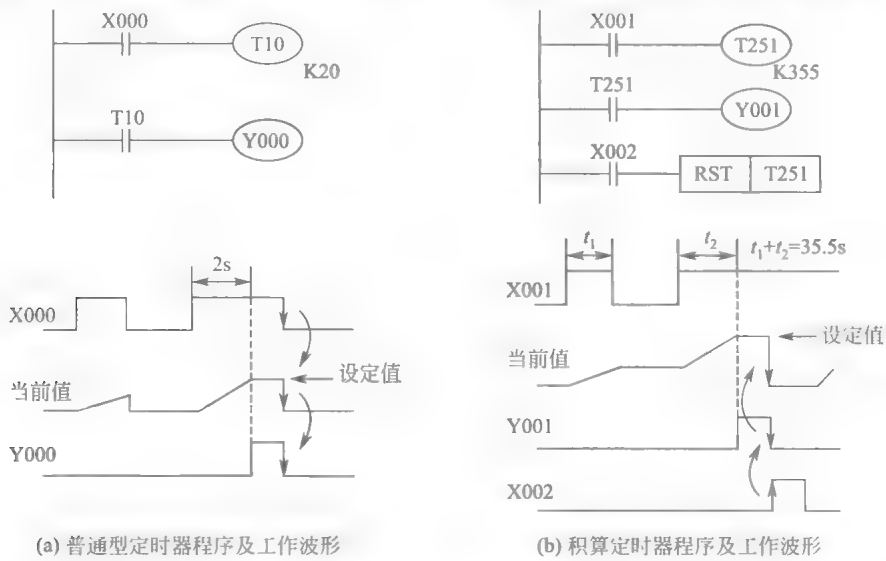 X000
T10
K20
T10
Y000
2s
X000
当前值
设定值
Y000
(a) 普通型定时器程序及工作波形
X001
T251
K355
T251
Y001
X002
RST
T251
t₁
t₂
t₁+t₂=35.5s
X001
当前值
设定值
Y001
X002
(b) 积算定时器程序及工作波形